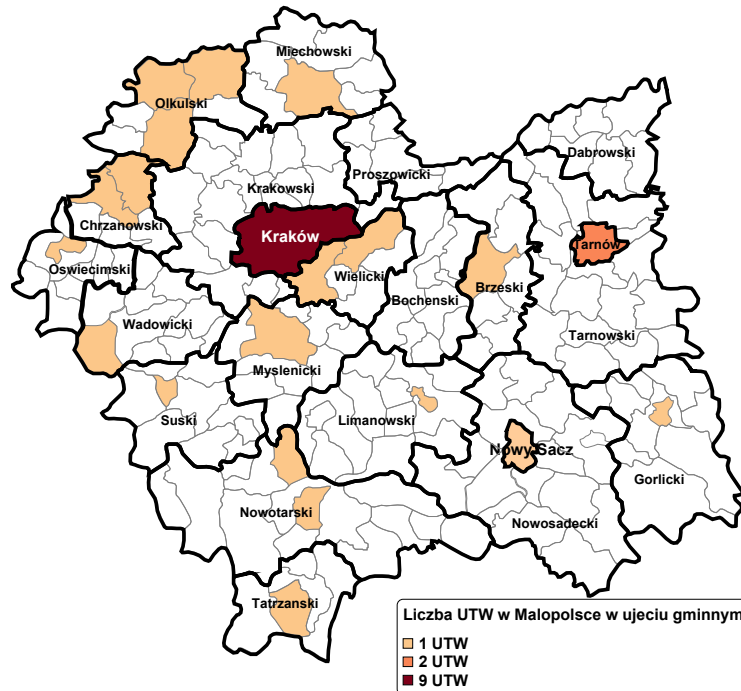 Miechowski
Olkulski
Dabrowski
Proszowicki
Krakowski
Chrzanowski
Kraków
Tarnów
Oswiecimski
Wielicki
Brzeski
Bochenski
Wadowicki
Tarnowski
Myslenicki
Suski
Limanowski
Nowy Sacz
Gorlicki
Nowotarski
Nowosadecki
Tatrzanski
Liczba UTW w Malopolsce w ujeciu gminnym
1 UTW
2 UTW
9 UTW